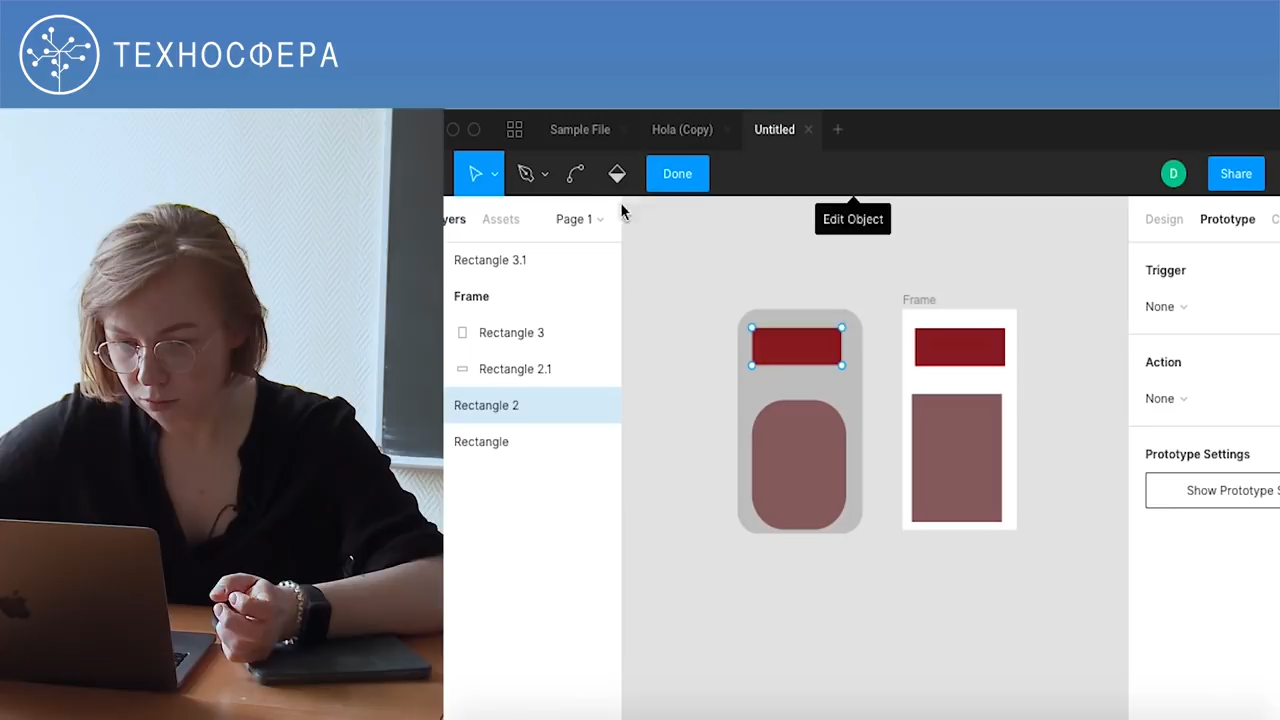 ТЕХНОСФЕРА
Sample File
Hola (Copy)
Untitled
Done
D
Share
yers
Assets
Page 1
Edit Object
Design
Prototype
C
Rectangle 3.1
Frame
Rectangle 3
Rectangle 2.1
Rectangle 2
Rectangle
Frame
Trigger
None
Action
None
Prototype Settings
Show Prototype S